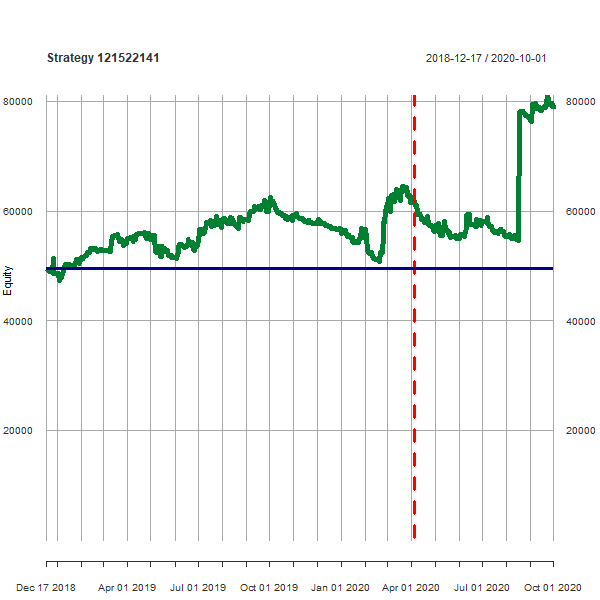 Strategy 121522141
2018-12-17 / 2020-10-01
80000
80000
60000
60000
Equity
40000
40000
20000
20000
Dec 17 2018
Apr 01 2019
Jul 01 2019
Oct 01 2019
Jan 01 2020
Apr 01 2020
Jul 01 2020
Oct 01 2020